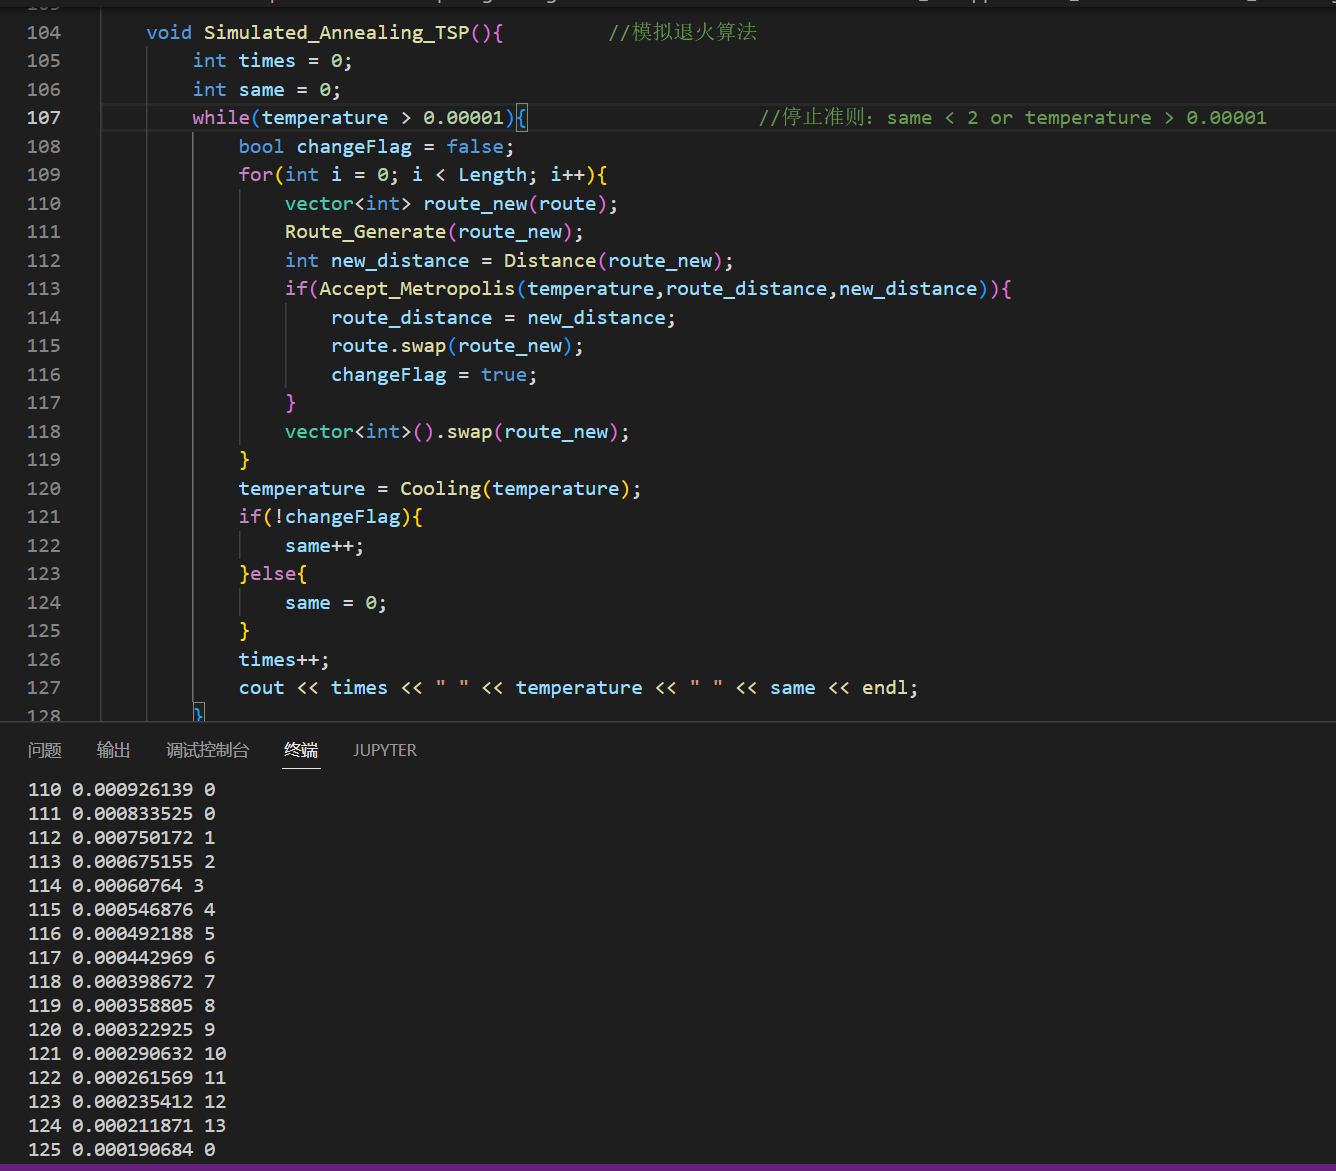 104 void Simulated_Annealing_TSP(){ //模拟退火算法
105 int times = 0;
106 int same = 0;
107 while(temperature > 0.00001){ //停止准则：same < 2 or temperature > 0.00001
108 bool changeFlag = false;
109 for(int i = 0; i < Length; i++){
110 vector<int> route_new(route);
111 Route_Generate(route_new);
112 int new_distance = Distance(route_new);
113 if(Accept_Metropolis(temperature,route_distance,new_distance)){
114 route_distance = new_distance;
115 route.swap(route_new);
116 changeFlag = true;
117 }
118 vector<int>().swap(route_new);
119 }
120 temperature = Cooling(temperature);
121 if(!changeFlag){
122 same++;
123 }else{
124 same = 0;
125 }
126 times++;
127 cout << times << " " << temperature << " " << same << endl;
128 }
问题 输出 调试控制台 终端 JUPYTER
110 0.000926139 0
111 0.000833525 0
112 0.000750172 1
113 0.000675155 2
114 0.00060764 3
115 0.000546876 4
116 0.000492188 5
117 0.000442969 6
118 0.000398672 7
119 0.000358805 8
120 0.000322925 9
121 0.000290632 10
122 0.000261569 11
123 0.000235412 12
124 0.000211871 13
125 0.000190684 0